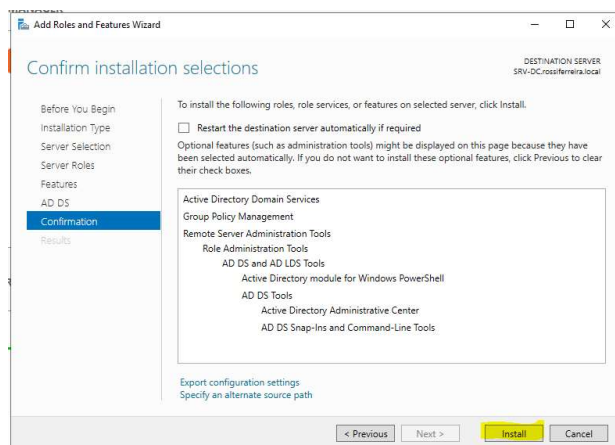 MANAGER
Add Roles and Features Wizard
Confirm installation selections
DESTINATION SERVER
SRV-DC.rossiferreira.local
Before You Begin
Installation Type
Server Selection
Server Roles
Features
AD DS
Confirmation
Results
To install the following roles, role services, or features on selected server, click Install.
Restart the destination server automatically if required
Optional features (such as administration tools) might be displayed on this page because they have
been selected automatically. If you do not want to install these optional features, click Previous to clear
their check boxes.
Active Directory Domain Services
Group Policy Management
Remote Server Administration Tools
Role Administration Tools
AD DS and AD LDS Tools
Active Directory module for Windows PowerShell
AD DS Tools
Active Directory Administrative Center
AD DS Snap-Ins and Command-Line Tools
Export configuration settings
Specify an alternate source path
< Previous
Next >
Install
Cancel